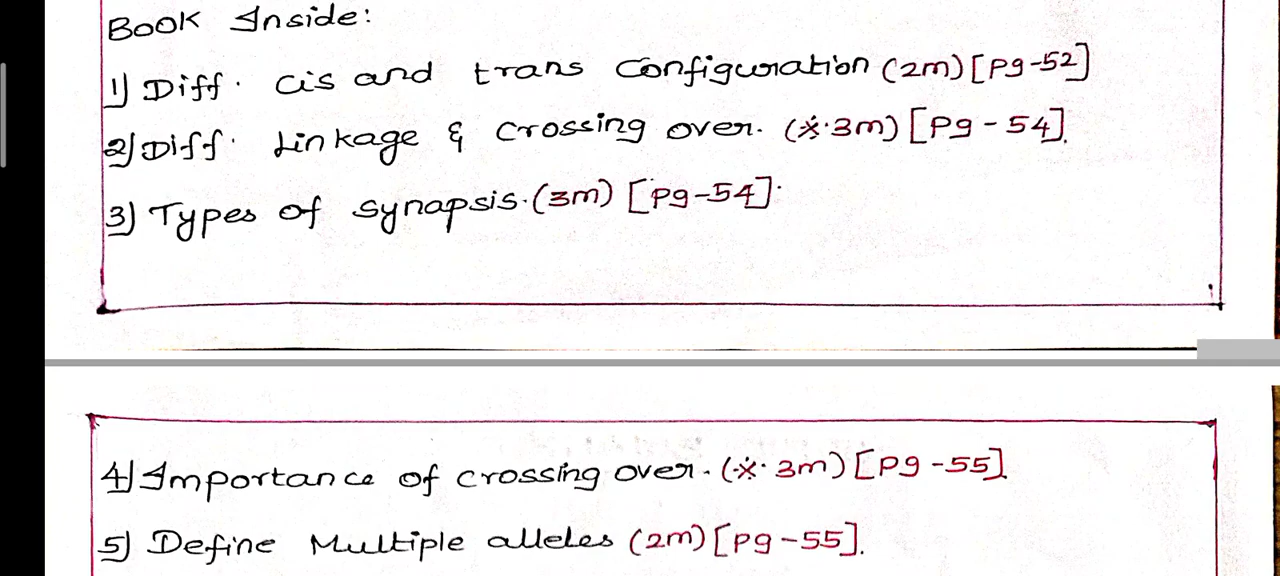 Book Inside:
1) Diff. cis and trans configuration (2m) [Pg-52]
2) Diff. Linkage & crossing over. (※ 3m) [Pg-54].
3) Types of synapsis. (3m) [Pg-54].
4) Importance of crossing over. (※ 3m) [Pg-55]
5) Define Multiple alleles (2m) [Pg-55].